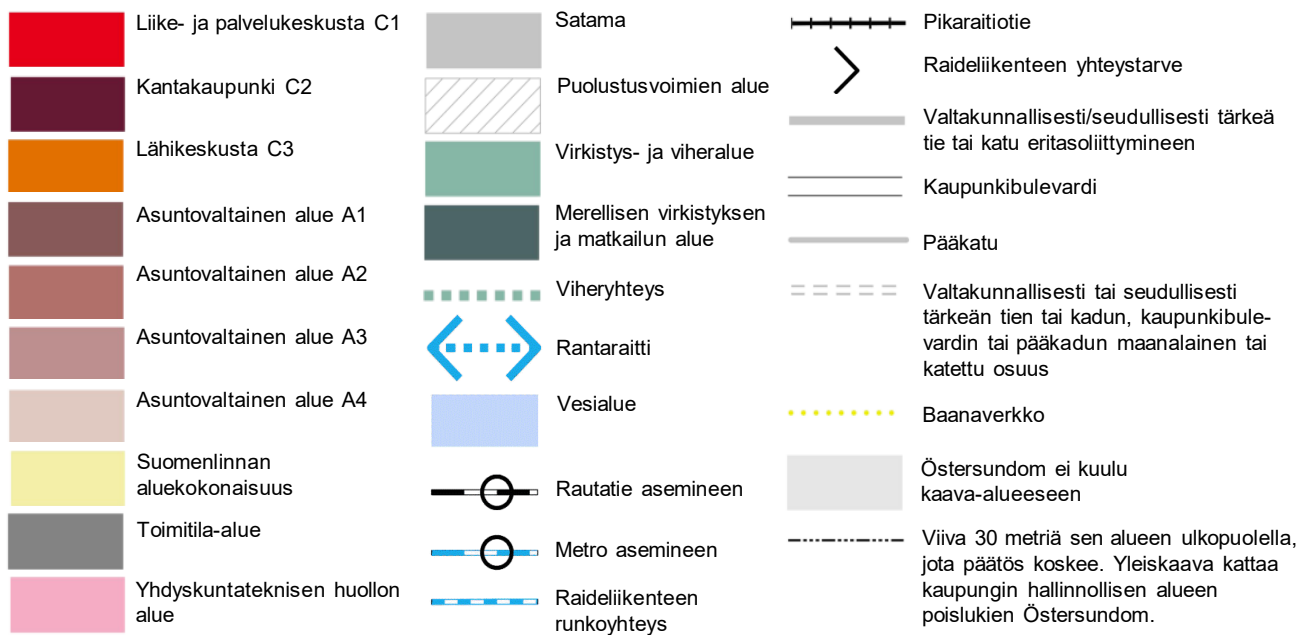 Liike- ja palvelukeskusta C1
Kantakaupunki C2
Lähikeskusta C3
Asuntovaltainen alue A1
Asuntovaltainen alue A2
Asuntovaltainen alue A3
Asuntovaltainen alue A4
Suomenlinnan
aluekokonaisuus
Toimitila-alue
Yhdyskuntateknisen huollon
alue
Satama
Puolustusvoimien alue
Virkistys- ja viheralue
Merellisen virkistyksen
ja matkailun alue
Viheryhteys
Rantaraitti
Vesialue
Rautatie asemineen
Metro asemineen
Raideliikenteen
runkoyhteys
Pikaraitiotie
Raideliikenteen yhteystarve
Valtakunnallisesti/seudullisesti tärkeä
tie tai katu eritasoliittymineen
Kaupunkibulevardi
Pääkatu
Valtakunnallisesti tai seudullisesti
tärkeän tien tai kadun, kaupunkibule-
vardin tai pääkadun maanalainen tai
katettu osuus
Baanaverkko
Östersundom ei kuulu
kaava-alueeseen
Viiva 30 metriä sen alueen ulkopuolella,
jota päätös koskee. Yleiskaava kattaa
kaupungin hallinnollisen alueen
poislukien Östersundom.